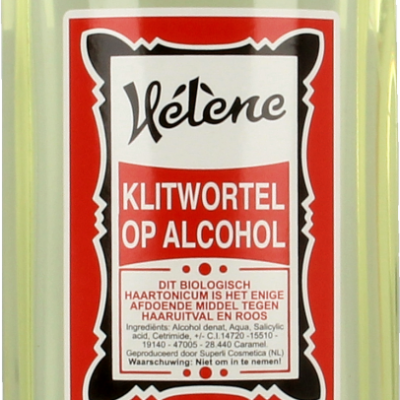 Hélène
KLITWORTEL
OP ALCOHOL
DIT BIOLOGISCH
HAARTONICUM IS HET ENIGE
AFDOENDE MIDDEL TEGEN
HAARUITVAL EN ROOS
Ingrediënts: Alcohol denat, Aqua, Salicylic
acid, Cetrimide, +/- C.I.14720 -15510 -
19140 - 47005 - 28.440 Caramel.
Geproduceerd door Superli Cosmetica (NL)
Waarschuwing: Niet om in te nemen!